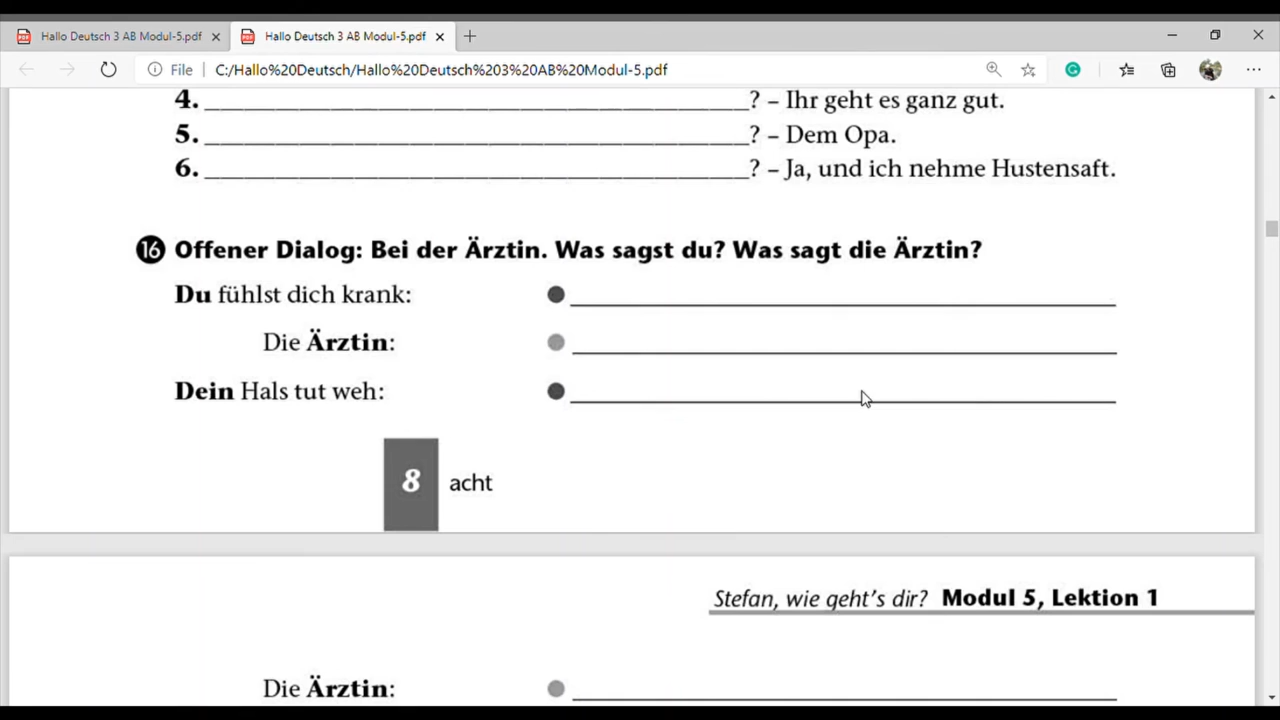 Hallo Deutsch 3 AB Modul-5.pdf
Hallo Deutsch 3 AB Modul-5.pdf
File
C:/Hallo%20Deutsch/Hallo%20Deutsch%203%20AB%20Modul-5.pdf
4. ? – Ihr geht es ganz gut.
5. ? – Dem Opa.
6. ? – Ja, und ich nehme Hustensaft.
16 Offener Dialog: Bei der Ärztin. Was sagst du? Was sagt die Ärztin?
Du fühlst dich krank:
Die Ärztin:
Dein Hals tut weh:
8 acht
Stefan, wie geht's dir? Modul 5, Lektion 1
Die Ärztin: